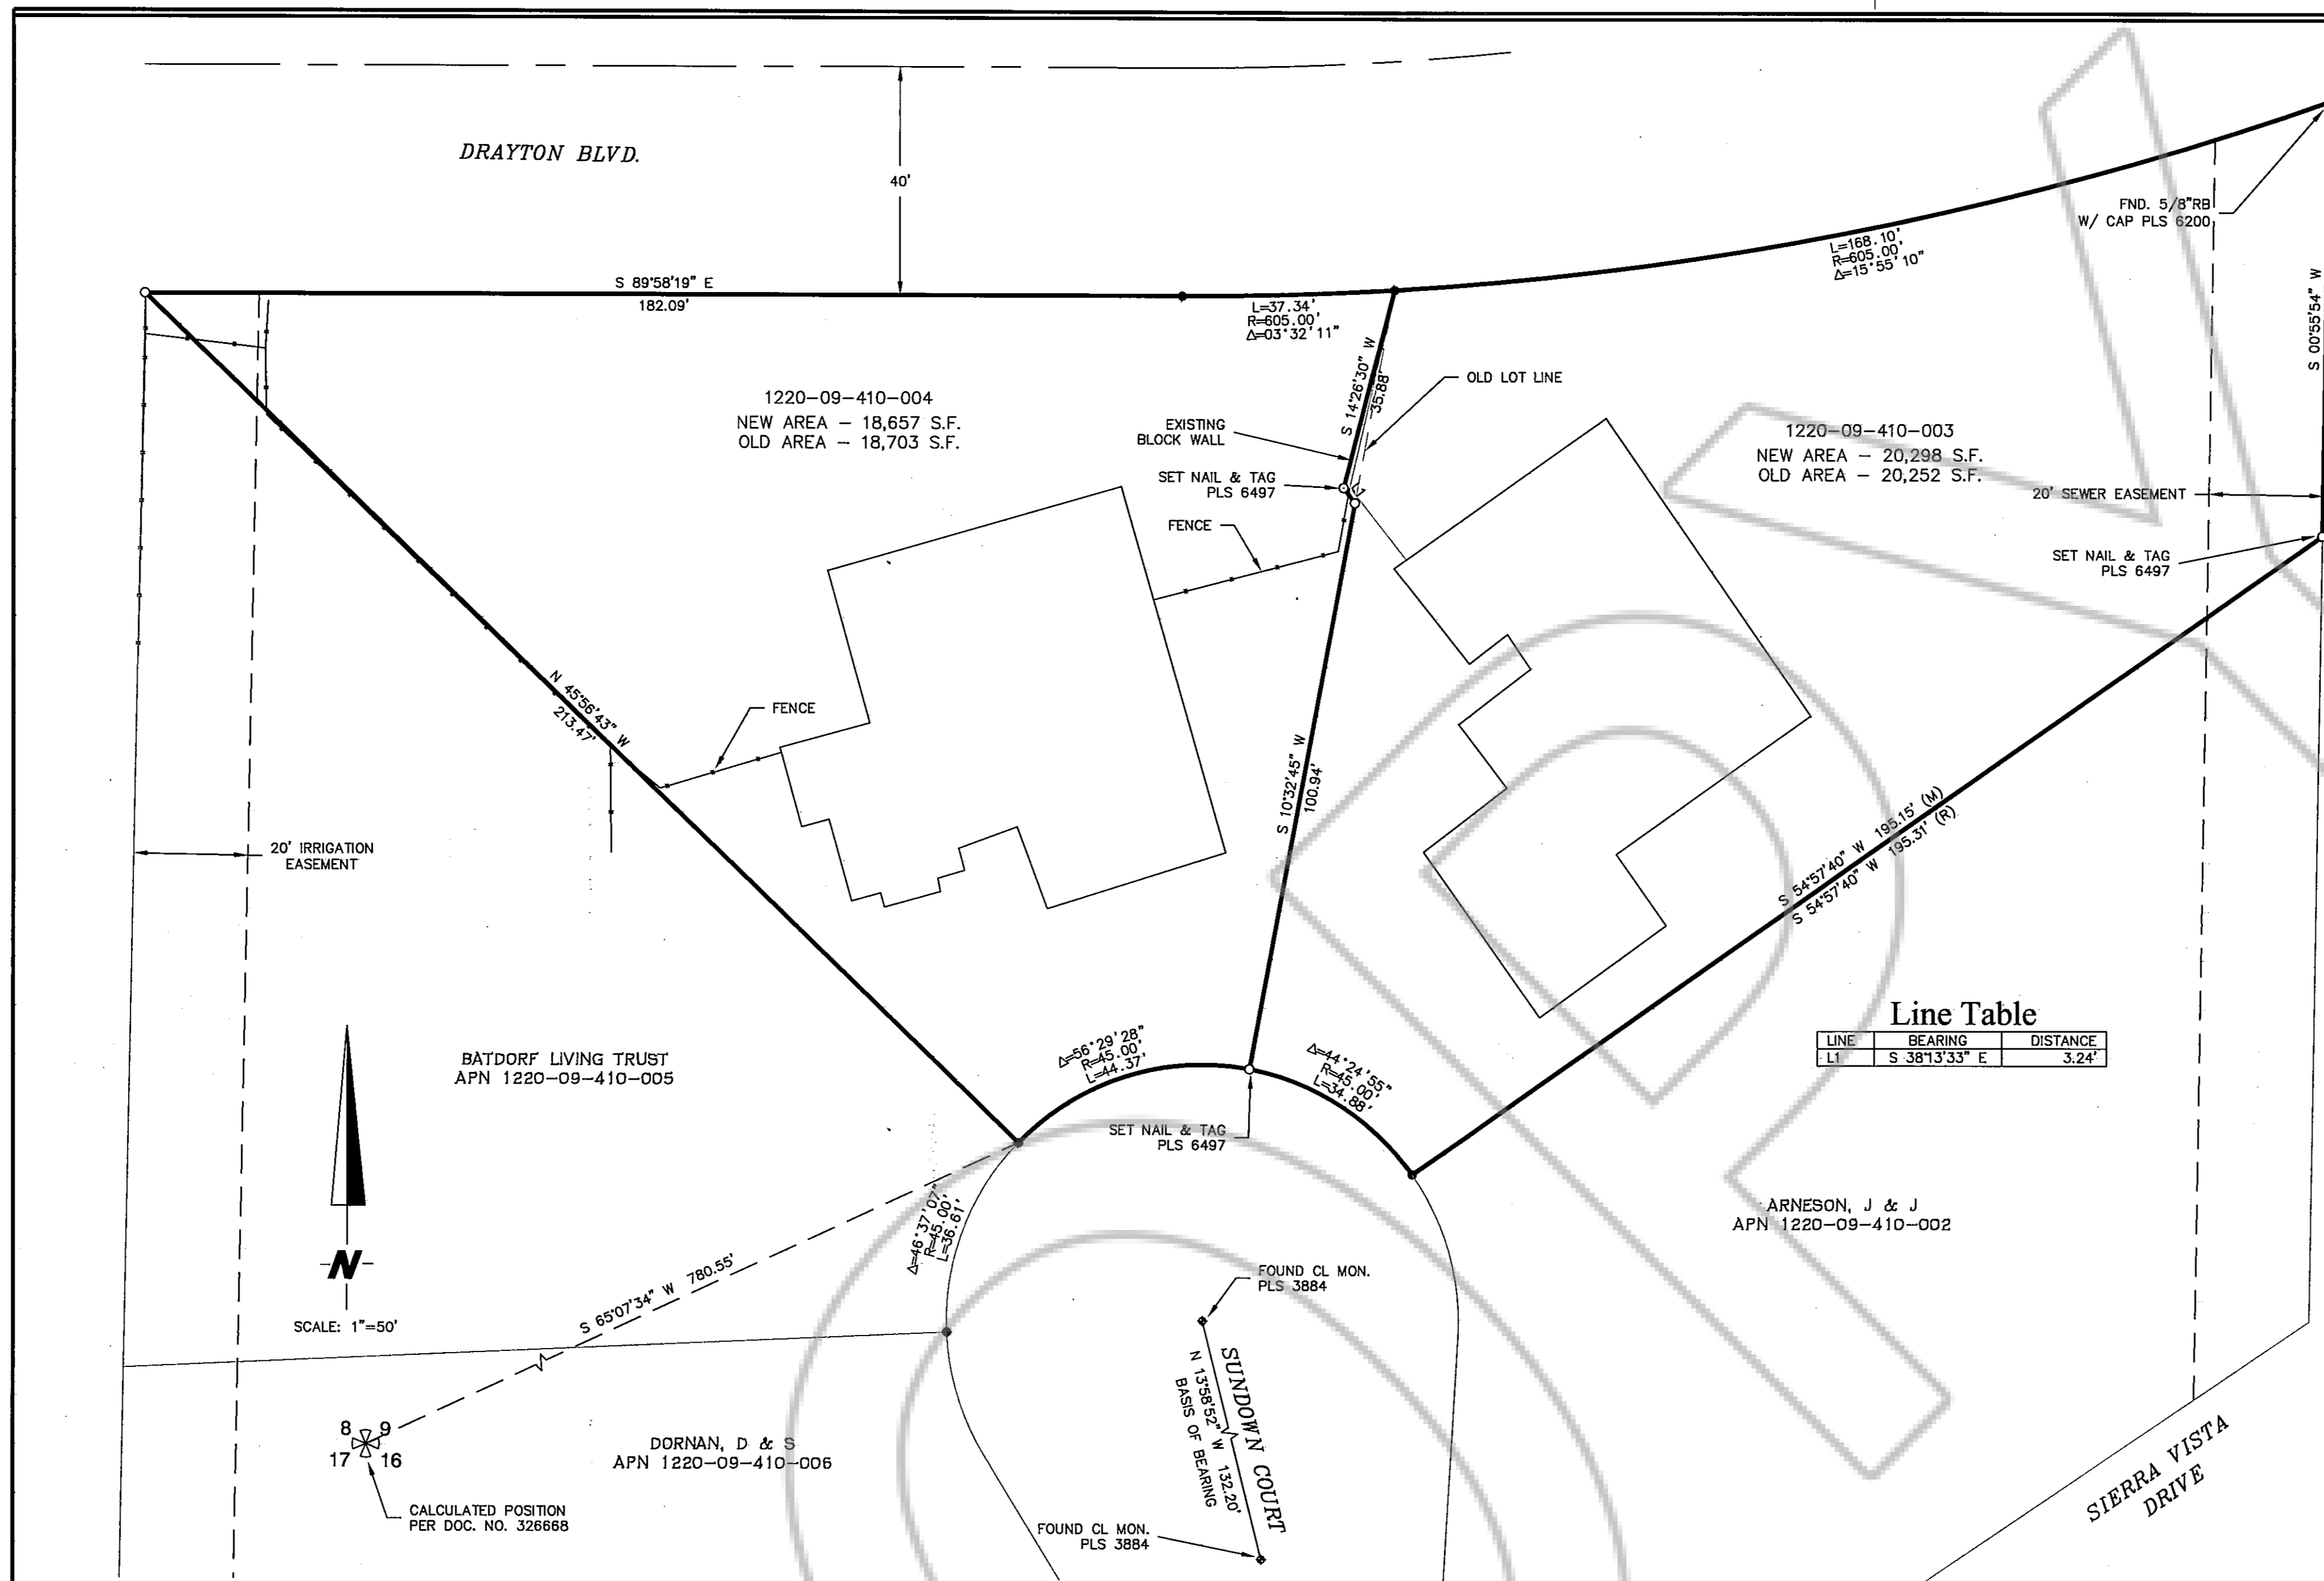 DRAYTON BLVD.
40'
FND. 5/8"RB
W/ CAP PLS 6200
L=168.10'
R=605.00'
Δ=15°55'10"
S 00°55'54" W
S 89°58'19" E
182.09'
L=37.34'
R=605.00'
Δ=03°32'11"
1220-09-410-004
NEW AREA – 18,657 S.F.
OLD AREA – 18,703 S.F.
S 14°26'30" W
35.88'
OLD LOT LINE
EXISTING
BLOCK WALL
SET NAIL & TAG
PLS 6497
FENCE
1220-09-410-003
NEW AREA – 20,298 S.F.
OLD AREA – 20,252 S.F.
20' SEWER EASEMENT
SET NAIL & TAG
PLS 6497
N 45°56'43" W
213.47'
FENCE
S 10°32'45" W
100.94'
S 54°57'40" W 195.15' (M)
S 54°57'40" W 195.31' (R)
20' IRRIGATION
EASEMENT
Line Table
LINE BEARING DISTANCE
L1 S 38°13'33" E 3.24'
BATDORF LIVING TRUST
APN 1220-09-410-005
Δ=56°29'28"
R=45.00'
L=44.37'
Δ=44°24'55"
R=45.00'
L=34.88'
SET NAIL & TAG
PLS 6497
ARNESON, J & J
APN 1220-09-410-002
Δ=46°37'07"
R=45.00'
L=36.61'
N
SCALE: 1"=50'
S 65°07'34" W 780.55'
FOUND CL MON.
PLS 3884
SUNDOWN COURT
N 13°58'52" W 132.20'
BASIS OF BEARING
8 9
17 16
DORNAN, D & S
APN 1220-09-410-006
CALCULATED POSITION
PER DOC. NO. 326668
FOUND CL MON.
PLS 3884
SIERRA VISTA
DRIVE